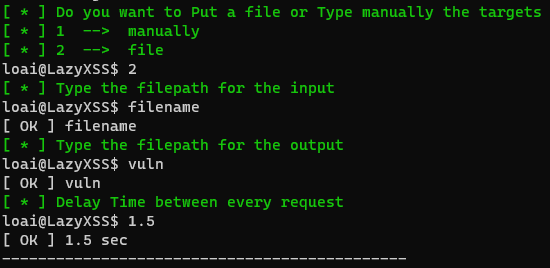 [ * ] Do you want to Put a file or Type manually the targets
[ * ] 1  -->  manually
[ * ] 2  -->  file
loai@LazyXSS$ 2
[ * ] Type the filepath for the input
loai@LazyXSS$ filename
[ OK ] filename
[ * ] Type the filepath for the output
loai@LazyXSS$ vuln
[ OK ] vuln
[ * ] Delay Time between every request
loai@LazyXSS$ 1.5
[ OK ] 1.5 sec
---------------------------------------------